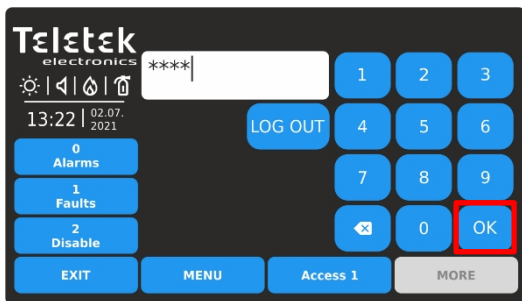 Teletek
electronics
****
13:22 | 02.07.
2021
LOG OUT
0
Alarms
1
Faults
2
Disable
1 2 3
4 5 6
7 8 9
0 OK
EXIT MENU Access 1 MORE